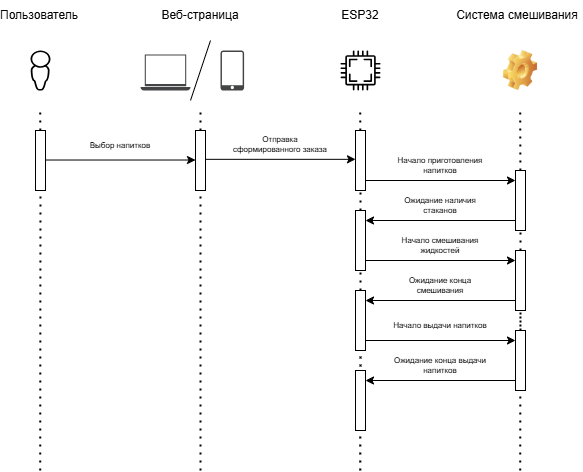 Пользователь
Веб-страница
ESP32
Система смешивания
Выбор напитков
Отправка
сформированного заказа
Начало приготовления
напитков
Ожидание наличия
стаканов
Начало смешивания
жидкостей
Ожидание конца
смешивания
Начало выдачи напитков
Ожидание конца выдачи
напитков